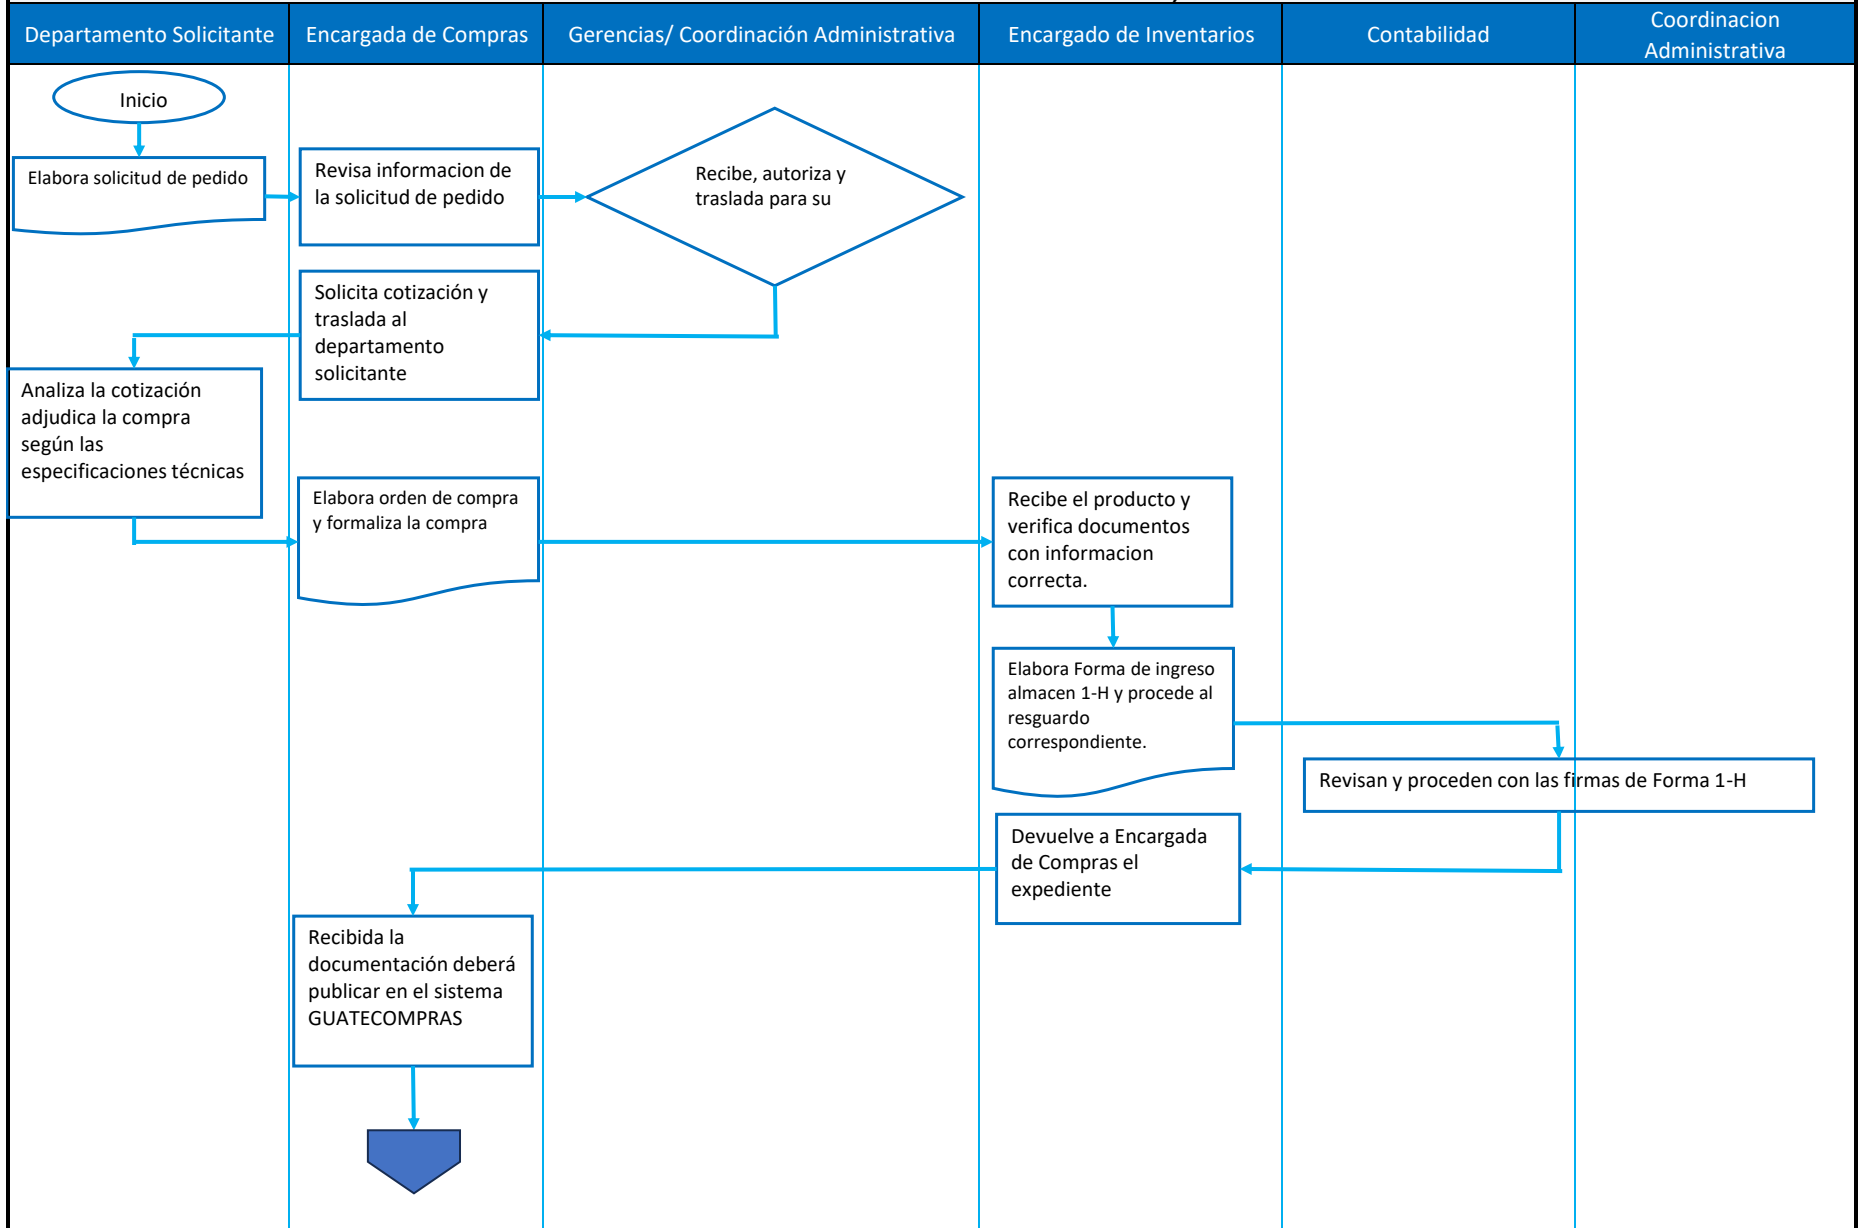 Departamento Solicitante
Encargada de Compras
Gerencias/ Coordinación Administrativa
Encargado de Inventarios
Contabilidad
Coordinacion
Administrativa
Inicio
Elabora solicitud de pedido
Revisa informacion de
la solicitud de pedido
Recibe, autoriza y
traslada para su
Solicita cotización y
traslada al
departamento
solicitante
Analiza la cotización
adjudica la compra
según las
especificaciones técnicas
Elabora orden de compra
y formaliza la compra
Recibe el producto y
verifica documentos
con informacion
correcta.
Elabora Forma de ingreso
almacen 1-H y procede al
resguardo
correspondiente.
Revisan y proceden con las firmas de Forma 1-H
Devuelve a Encargada
de Compras el
expediente
Recibida la
documentación deberá
publicar en el sistema
GUATECOMPRAS